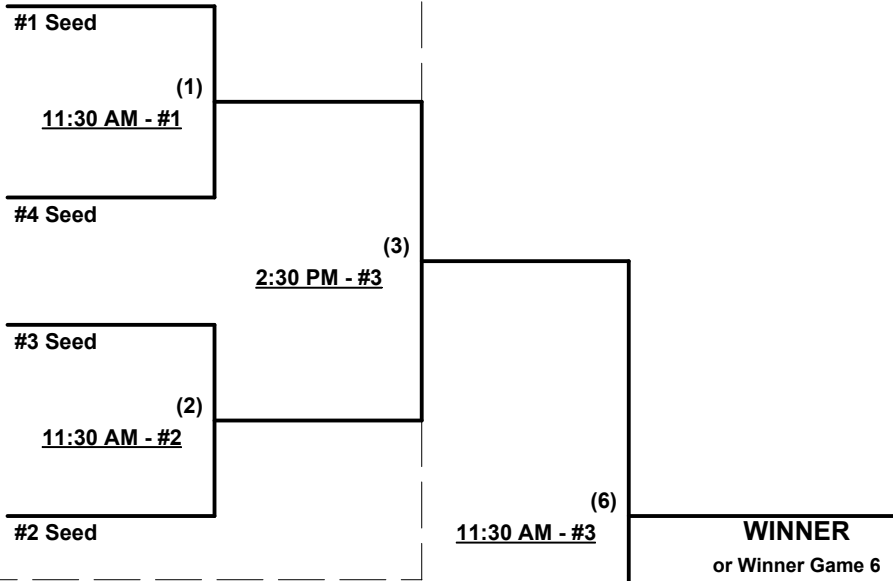 #1 Seed
(1)
11:30 AM - #1
#4 Seed
(3)
2:30 PM - #3
#3 Seed
(2)
11:30 AM - #2
#2 Seed
(6)
11:30 AM - #3
WINNER
or Winner Game 6